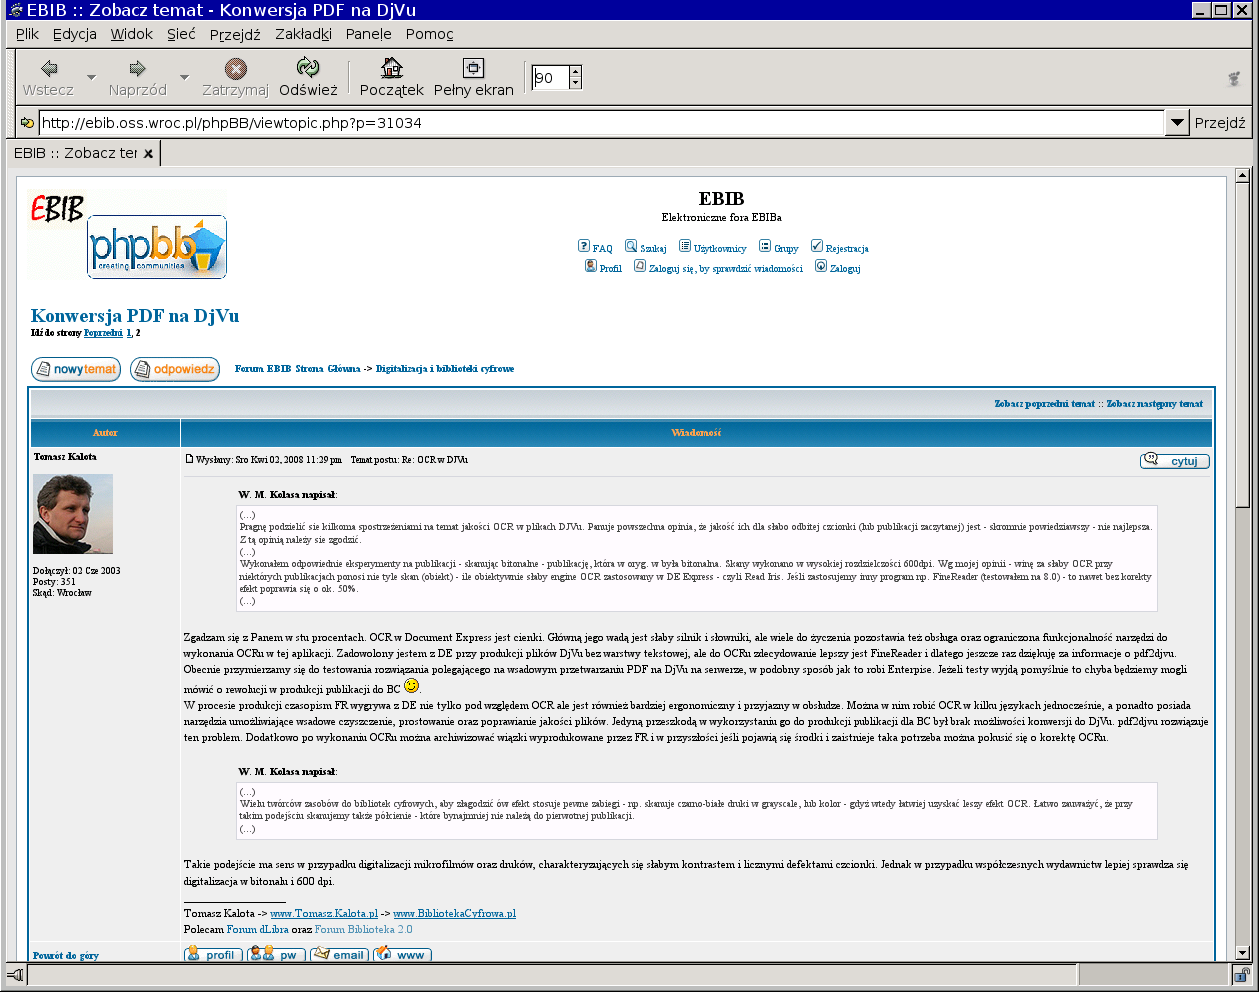 EBIB :: Zobacz temat - Konwersja PDF na DjVu
Plik Edycja Widok Sieć Przejdź Zakładki Panele Pomoc
Wstecz Naprzód Zatrzymaj Odśwież Początek Pełny ekran 90
http://ebib.oss.wroc.pl/phpBB/viewtopic.php?p=31034 Przejdź
EBIB :: Zobacz ter
EBIB
phpbb
creating communities
EBIB
Elektroniczne fora EBIBa
FAQ Szukaj Użytkownicy Grupy Rejestracja
Profil Zaloguj się, by sprawdzić wiadomości Zaloguj
Konwersja PDF na DjVu
Idź do strony Poprzedni 1, 2
nowytemat odpowiedz Forum EBIB Strona Główna -> Digitalizacja i biblioteki cyfrowe
Zobacz poprzedni temat :: Zobacz następny temat
Autor Wiadomość
Tomasz Kalota
Dołączył: 02 Cze 2003
Posty: 351
Skąd: Wrocław
Wysłany: Sro Kwi 02, 2008 11:29 pm Temat postu: Re: OCR w DJVu
cytuj
W. M. Kolasa napisał:
(...)
Pragnę podzielić sie kilkoma spostrzeżeniami na temat jakości OCR w plikach DJVu. Panuje powszechna opinia, że jakość ich dla słabo odbitej czcionki (lub publikacji zaczytanej) jest - skromnie powiedziawszy - nie najlepsza.
Z tą opinią należy sie zgodzić.
(...)
Wykonałem odpowiednie eksperymenty na publikacji - skanując bitonalne - publikację, która w oryg. w była bitonalna. Skany wykonano w wysokiej rozdzielczości 600dpi. Wg mojej opinii - winę za słaby OCR przy
niektórych publikacjach ponosi nie tyle skan (obiekt) - ile obiektywnie słaby engine OCR zastosowany w DE Express - czyli Read Iris. Jeśli zastosujemy inny program np. FineReader (testowałem na 8.0) - to nawet bez korekty
efekt poprawia się o ok. 50%.
(...)
Zgadzam się z Panem w stu procentach. OCR w Document Express jest cienki. Główną jego wadą jest słaby silnik i słowniki, ale wiele do życzenia pozostawia też obsługa oraz ograniczona funkcjonalność narzędzi do
wykonania OCRu w tej aplikacji. Zadowolony jestem z DE przy produkcji plików DjVu bez warstwy tekstowej, ale do OCRu zdecydowanie lepszy jest FineReader i dlatego jeszcze raz dziękuję za informacje o pdf2djvu.
Obecnie przymierzamy się do testowania rozwiązania polegającego na wsadowym przetwarzaniu PDF na DjVu na serwerze, w podobny sposób jak to robi Enterpise. Jeżeli testy wyjdą pomyślnie to chyba będziemy mogli
mówić o rewolucji w produkcji publikacji do BC .
W procesie produkcji czasopism FR wygrywa z DE nie tylko pod względem OCR ale jest również bardziej ergonomiczny i przyjazny w obsłudze. Można w nim robić OCR w kilku językach jednocześnie, a ponadto posiada
narzędzia umożliwiające wsadowe czyszczenie, prostowanie oraz poprawianie jakości plików. Jedyną przeszkodą w wykorzystaniu go do produkcji publikacji dla BC był brak możliwości konwersji do DjVu. pdf2djvu rozwiązuje
ten problem. Dodatkowo po wykonaniu OCRu można archiwizować wiązki wyprodukowane przez FR i w przyszłości jeśli pojawią się środki i zaistnieje taka potrzeba można pokusić się o korektę OCRu.
W. M. Kolasa napisał:
(...)
Wielu twórców zasobów do bibliotek cyfrowych, aby złagodzić ów efekt stosuje pewne zabiegi - np. skanuje czarno-białe druki w grayscale, lub kolor - gdyż wtedy łatwiej uzyskać leszy efekt OCR. Łatwo zauważyć, że przy
takim podejściu skanujemy także półcienie - które bynajmniej nie należą do pierwotnej publikacji.
(...)
Takie podejście ma sens w przypadku digitalizacji mikrofilmów oraz druków, charakteryzujących się słabym kontrastem i licznymi defektami czcionki. Jednak w przypadku współczesnych wydawnictw lepiej sprawdza się
digitalizacja w bitonalu i 600 dpi.
Tomasz Kalota -> www.Tomasz.Kalota.pl -> www.BibliotekaCyfrowa.pl
Polecam Forum dLibra oraz Forum Biblioteka 2.0
Powrót do góry profil pw email www